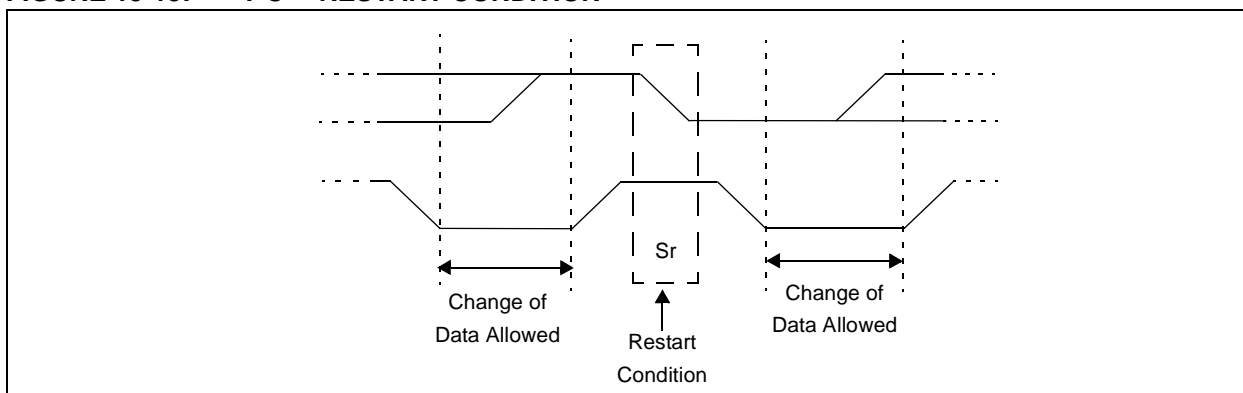 Sr
Change of
Data Allowed
Restart
Condition
Change of
Data Allowed